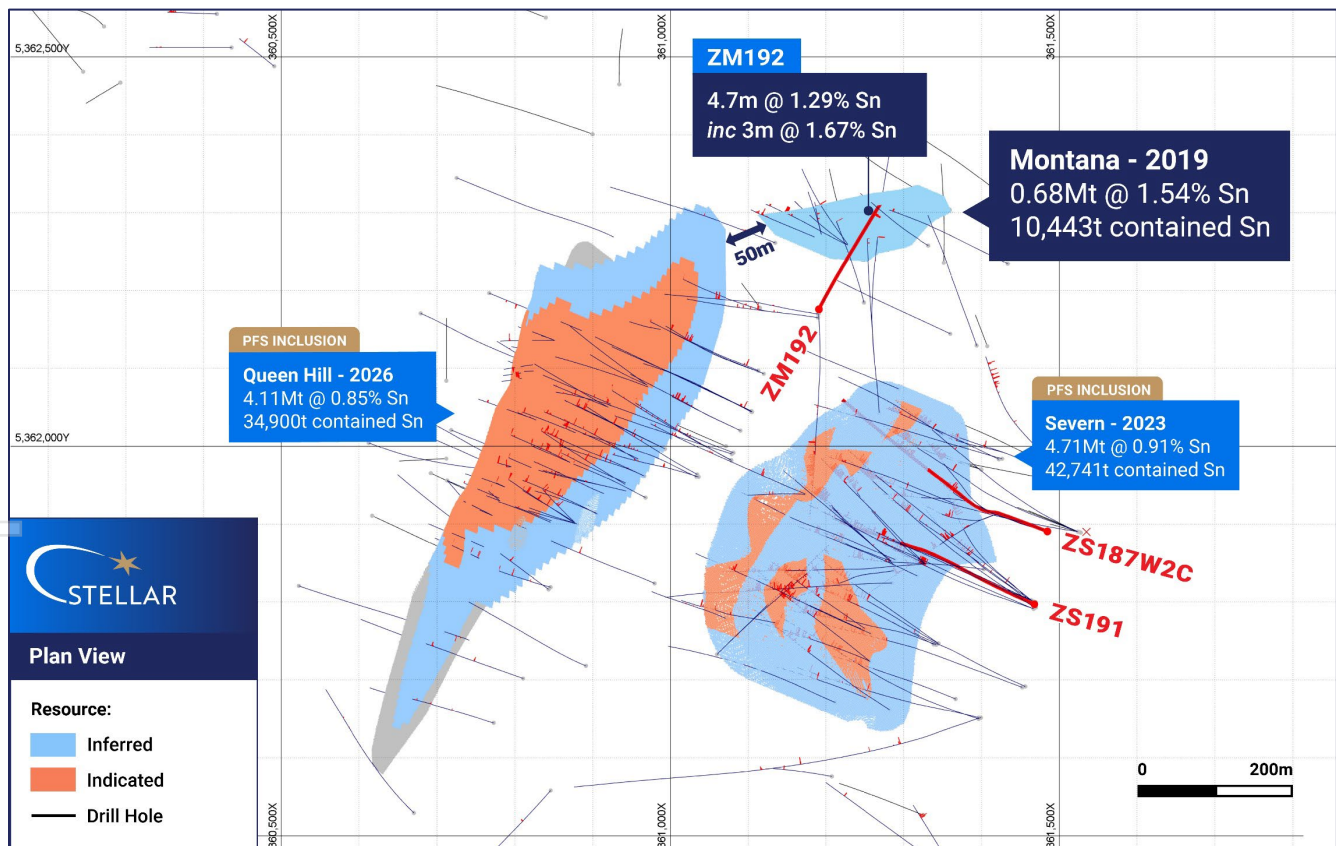 360,500X
361,000X
361,500X
5,362,500Y
ZM192
4.7m @ 1.29% Sn
inc 3m @ 1.67% Sn
Montana - 2019
0.68Mt @ 1.54% Sn
10,443t contained Sn
50m
ZM192
PFS INCLUSION
Queen Hill - 2026
4.11Mt @ 0.85% Sn
34,900t contained Sn
PFS INCLUSION
Severn - 2023
4.71Mt @ 0.91% Sn
42,741t contained Sn
5,362,000Y
ZS187W2C
ZS191
STELLAR
Plan View
Resource:
Inferred
Indicated
Drill Hole
0 200m
360,500X
361,000X
361,500X